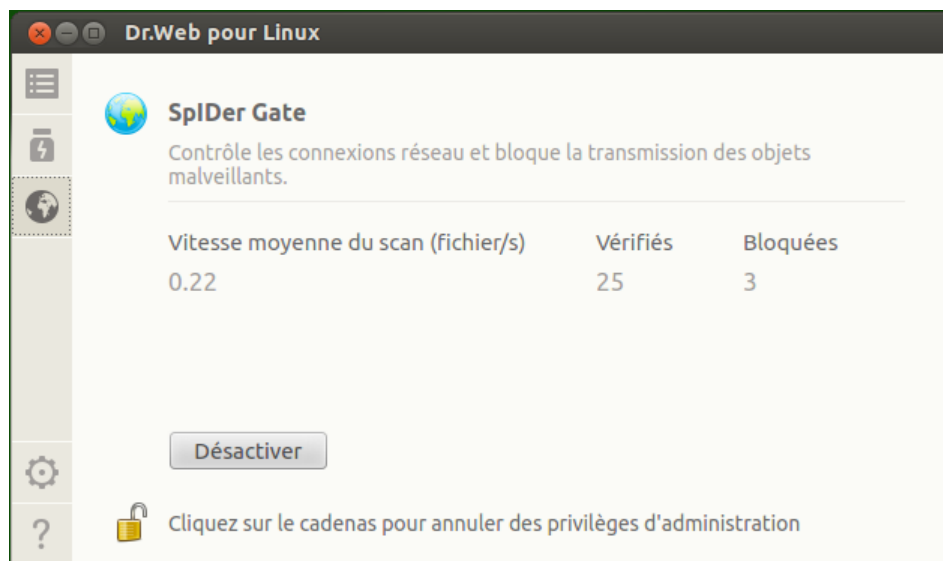 Dr.Web pour Linux
SpIDer Gate
Contrôle les connexions réseau et bloque la transmission des objets
malveillants.
Vitesse moyenne du scan (fichier/s) Vérifiés Bloquées
0.22 25 3
Désactiver
Cliquez sur le cadenas pour annuler des privilèges d'administration
?